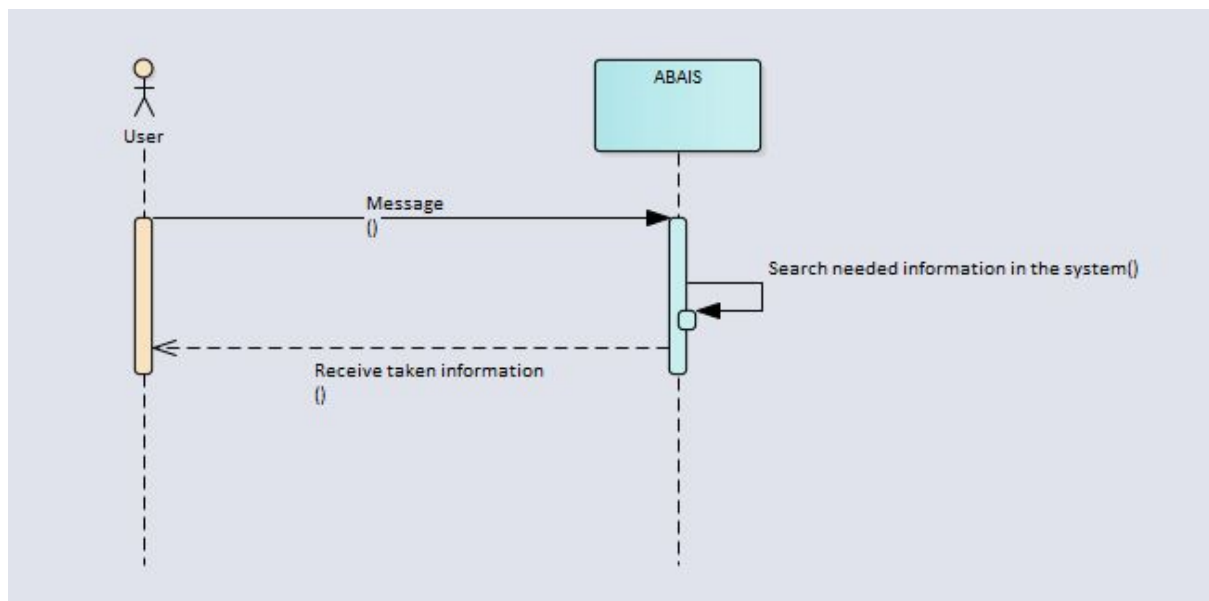 ABAIS
User
Message
()
Search needed information in the system()
Receive taken information
()